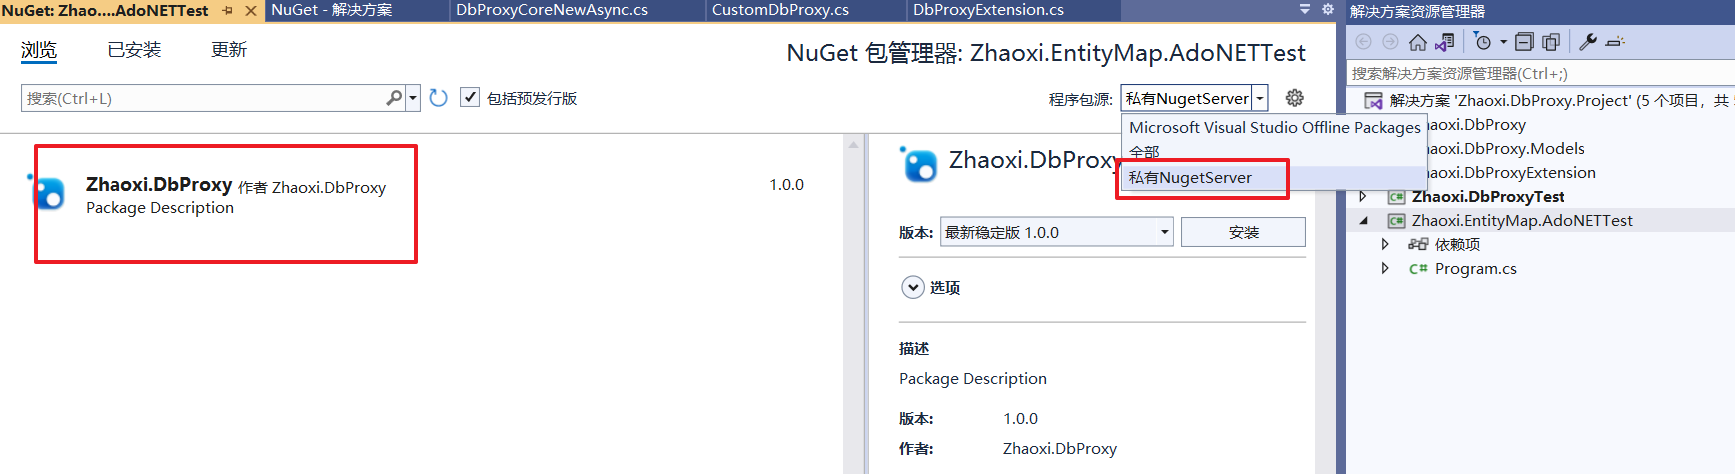 NuGet: Zhao....AdoNETTest
NuGet - 解决方案
DbProxyCoreNewAsync.cs
CustomDbProxy.cs
DbProxyExtension.cs
浏览
已安装
更新
NuGet 包管理器: Zhaoxi.EntityMap.AdoNETTest
搜索(Ctrl+L)
包括预发行版
程序包源:
私有NugetServer
Microsoft Visual Studio Offline Packages
全部
私有NugetServer
Zhaoxi.DbProxy 作者 Zhaoxi.DbProxy
1.0.0
Package Description
Zhaoxi.DbProxy
版本:
最新稳定版 1.0.0
安装
选项
描述
Package Description
版本:
1.0.0
作者:
Zhaoxi.DbProxy
解决方案资源管理器
搜索解决方案资源管理器(Ctrl+;)
解决方案 'Zhaoxi.DbProxy.Project' (5 个项目，共
haoxi.DbProxy
haoxi.DbProxy.Models
haoxi.DbProxyExtension
C# Zhaoxi.DbProxyTest
C# Zhaoxi.EntityMap.AdoNETTest
依赖项
C# Program.cs